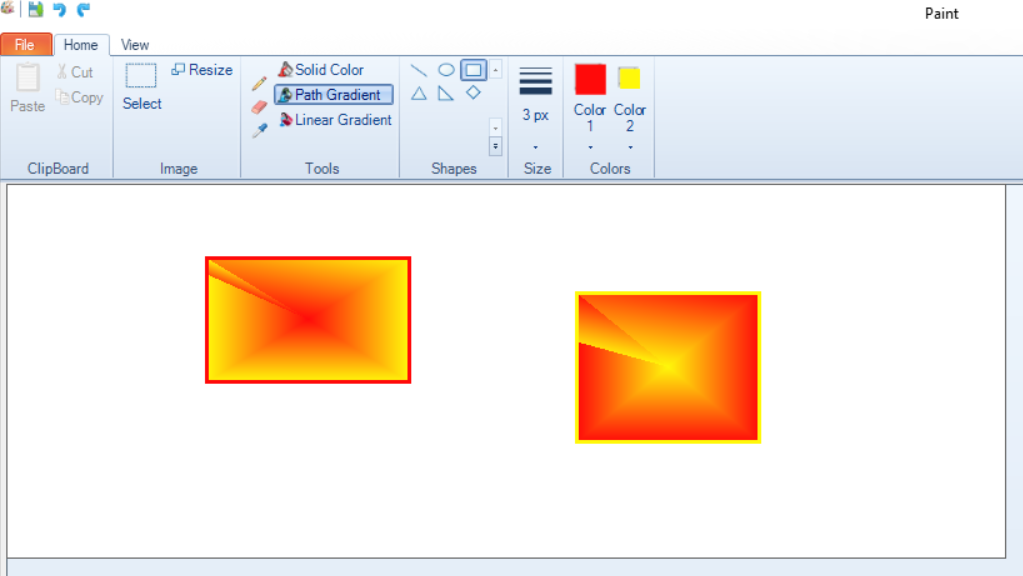 Paint
File Home View
Paste
Cut
Copy
Select
Resize
Solid Color
Path Gradient
Linear Gradient
3 px
Color 1
Color 2
ClipBoard
Image
Tools
Shapes
Size
Colors